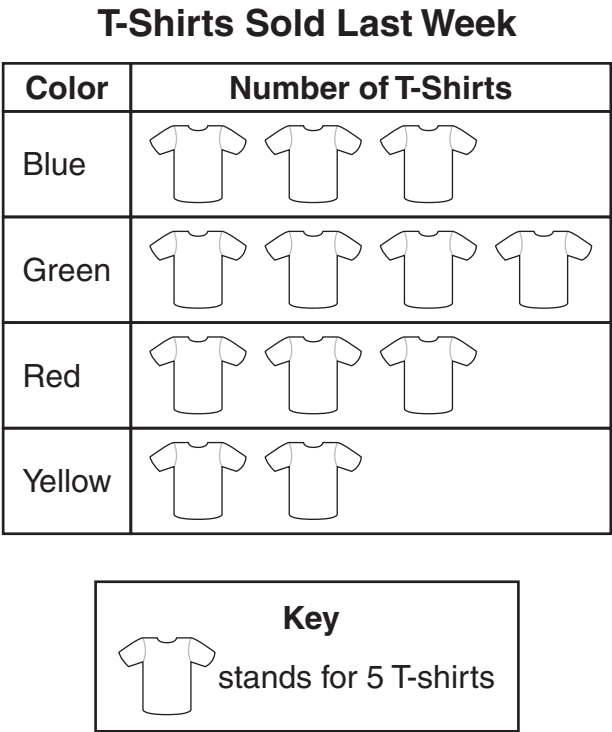 T-Shirts Sold Last Week
Color Number of T-Shirts
Blue
Green
Red
Yellow
Key
stands for 5 T-shirts